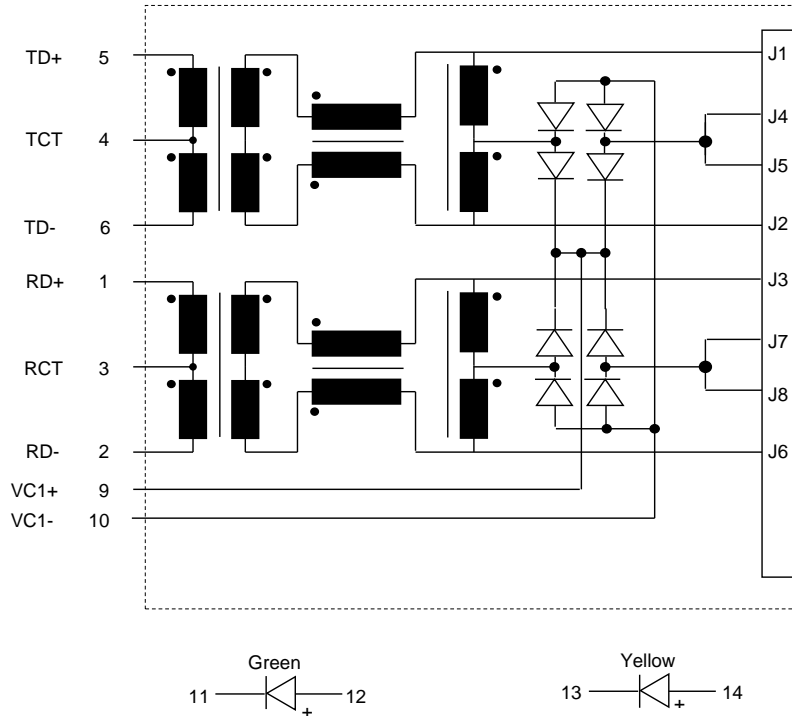 TD+ 5 J1
J4
TCT 4
J5
TD- 6 J2
RD+ 1 J3
J7
RCT 3
J8
RD- 2 J6
VC1+ 9
VC1- 10
Green Yellow
11 12 13 14
+ +